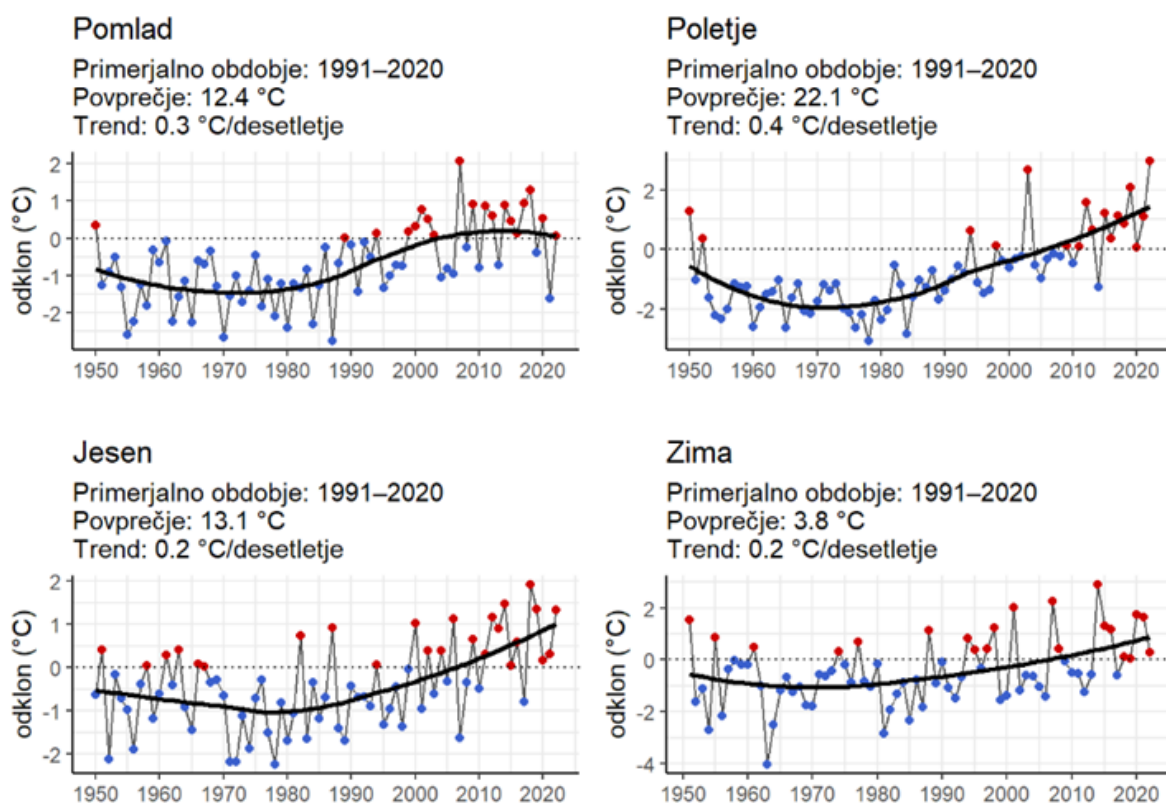 Pomlad
Primerjalno obdobje: 1991–2020
Povprečje: 12.4 °C
Trend: 0.3 °C/desetletje
odklon (°C)
2
1
0
-1
-2
1950 1960 1970 1980 1990 2000 2010 2020
Poletje
Primerjalno obdobje: 1991–2020
Povprečje: 22.1 °C
Trend: 0.4 °C/desetletje
odklon (°C)
2
0
-2
1950 1960 1970 1980 1990 2000 2010 2020
Jesen
Primerjalno obdobje: 1991–2020
Povprečje: 13.1 °C
Trend: 0.2 °C/desetletje
odklon (°C)
2
1
0
-1
-2
1950 1960 1970 1980 1990 2000 2010 2020
Zima
Primerjalno obdobje: 1991–2020
Povprečje: 3.8 °C
Trend: 0.2 °C/desetletje
odklon (°C)
2
0
-2
-4
1950 1960 1970 1980 1990 2000 2010 2020